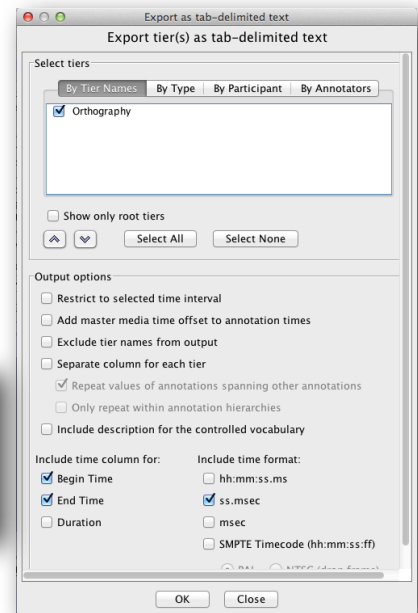 Export as tab-delimited text
Export tier(s) as tab-delimited text
Select tiers
By Tier Names By Type By Participant By Annotators
Orthography
Show only root tiers
Select All Select None
Output options
Restrict to selected time interval
Add master media time offset to annotation times
Exclude tier names from output
Separate column for each tier
Repeat values of annotations spanning other annotations
Only repeat within annotation hierarchies
Include description for the controlled vocabulary
Include time column for: Include time format:
Begin Time hh:mm:ss.ms
End Time ss.msec
Duration msec
SMPTE Timecode (hh:mm:ss:ff)
PAL NTSC (drop frame)
OK Close